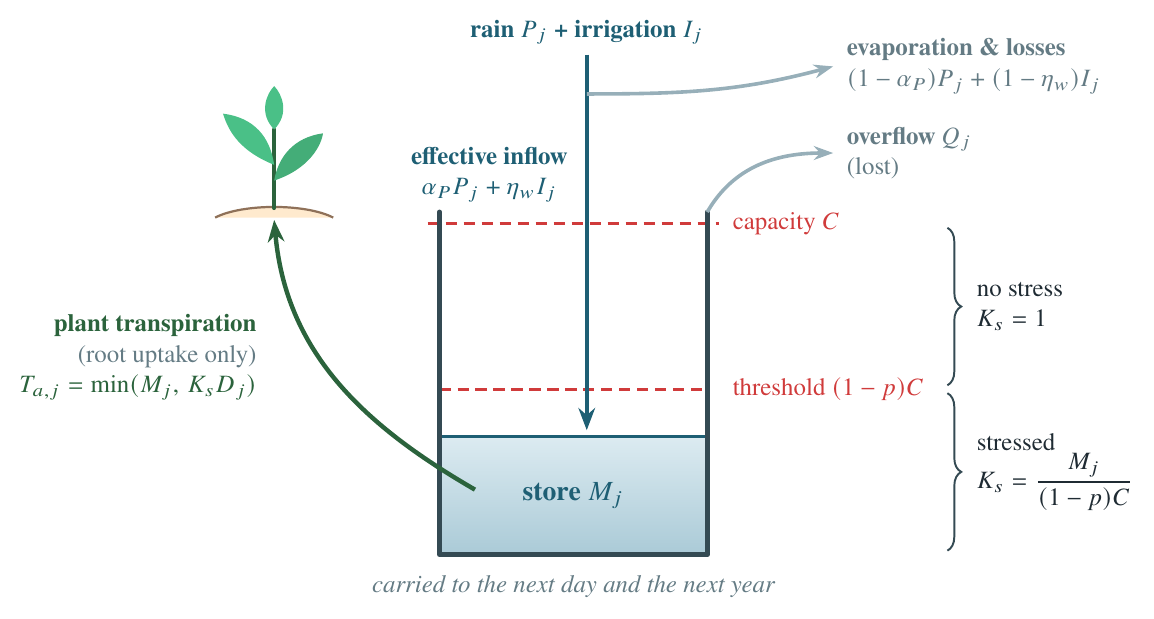 rain P_j + irrigation I_j
evaporation & losses
(1 − α_P)P_j + (1 − η_w)I_j
overflow Q_j
(lost)
effective inflow
α_P P_j + η_w I_j
capacity C
no stress
K_s = 1
plant transpiration
(root uptake only)
T_{a,j} = min(M_j, K_s D_j)
threshold (1 − p)C
stressed
K_s = M_j / (1 − p)C
store M_j
carried to the next day and the next year